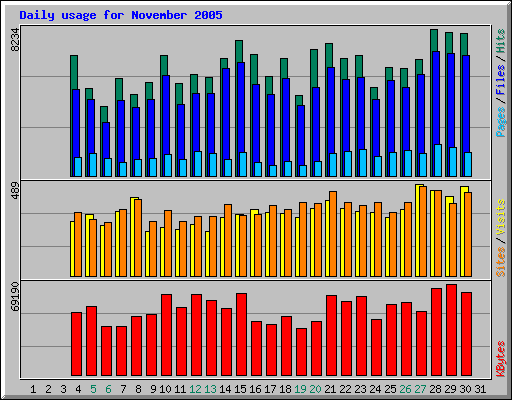 Daily usage for November 2005
8234
Pages / Files / Hits
489
Sites / Visits
69190
KBytes
1 2 3 4 5 6 7 8 9 10 11 12 13 14 15 16 17 18 19 20 21 22 23 24 25 26 27 28 29 30 31